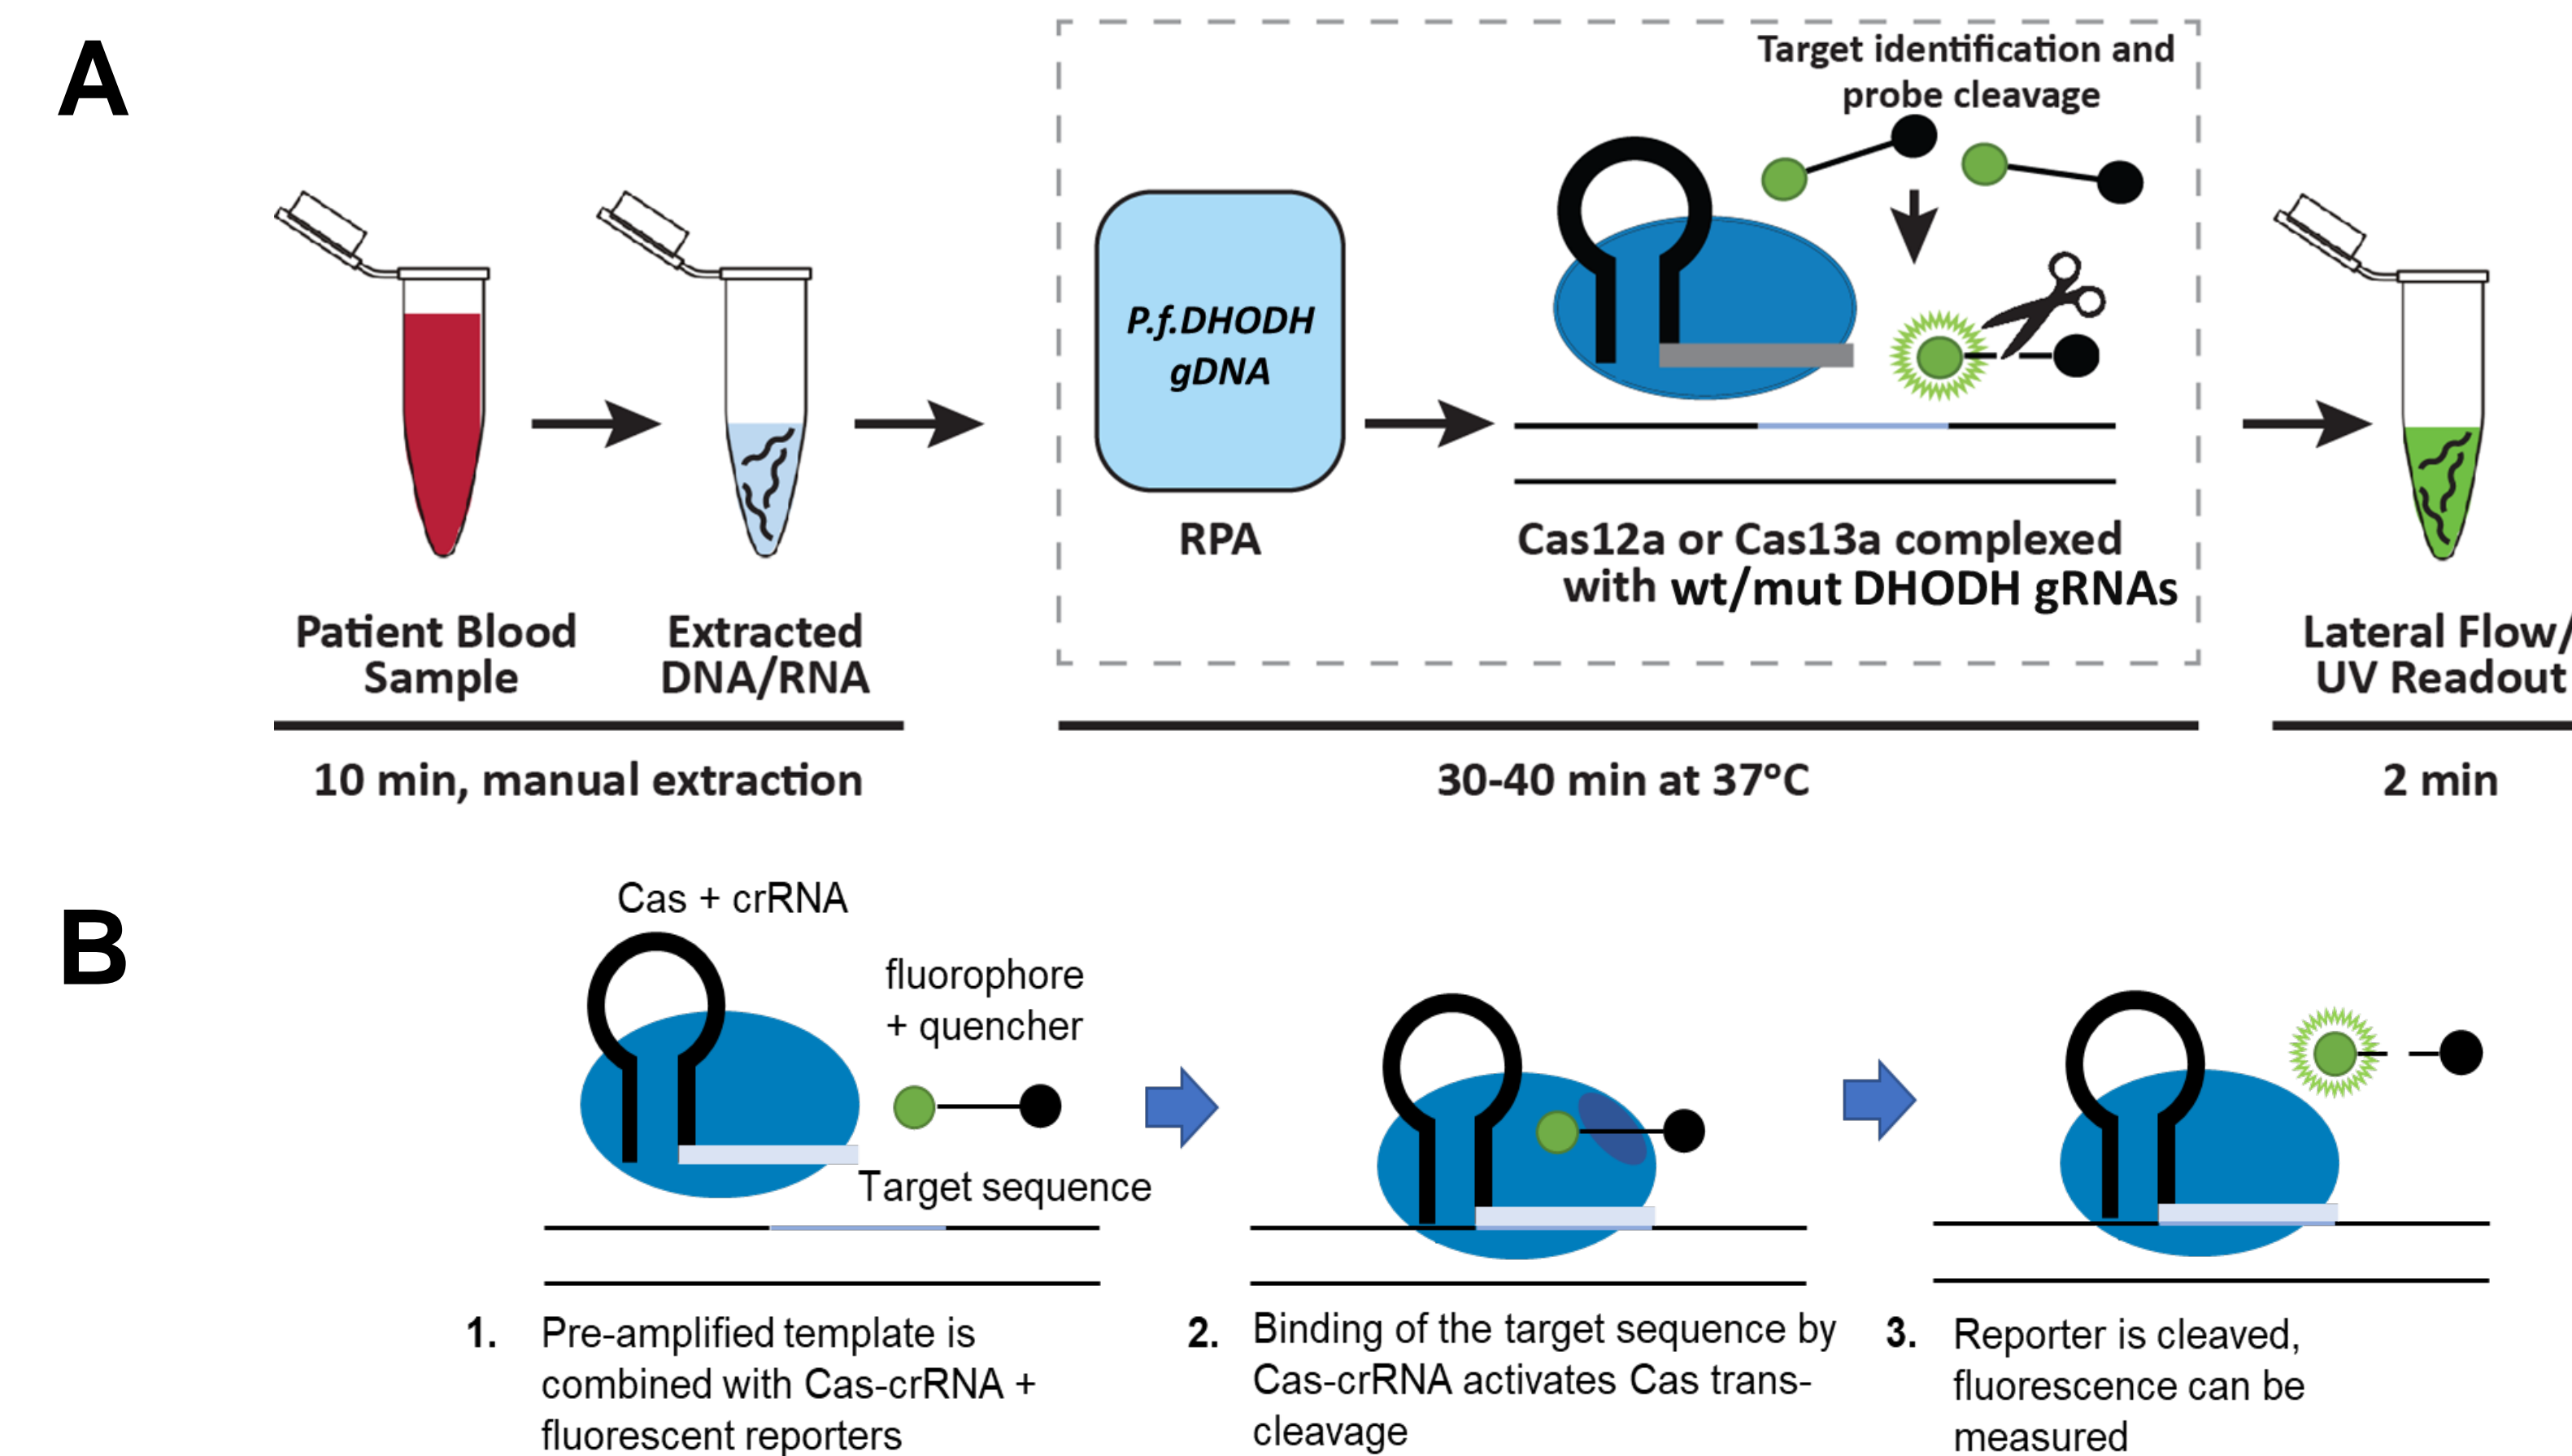 A
Target identification and
probe cleavage
P.f.DHODH
gDNA
RPA
Cas12a or Cas13a complexed
with wt/mut DHODH gRNAs
Patient Blood
Sample
Extracted
DNA/RNA
Lateral Flow/
UV Readout
10 min, manual extraction
30-40 min at 37°C
2 min
B
Cas + crRNA
fluorophore
+ quencher
Target sequence
1. Pre-amplified template is
combined with Cas-crRNA +
fluorescent reporters
2. Binding of the target sequence by
Cas-crRNA activates Cas trans-
cleavage
3. Reporter is cleaved,
fluorescence can be
measured